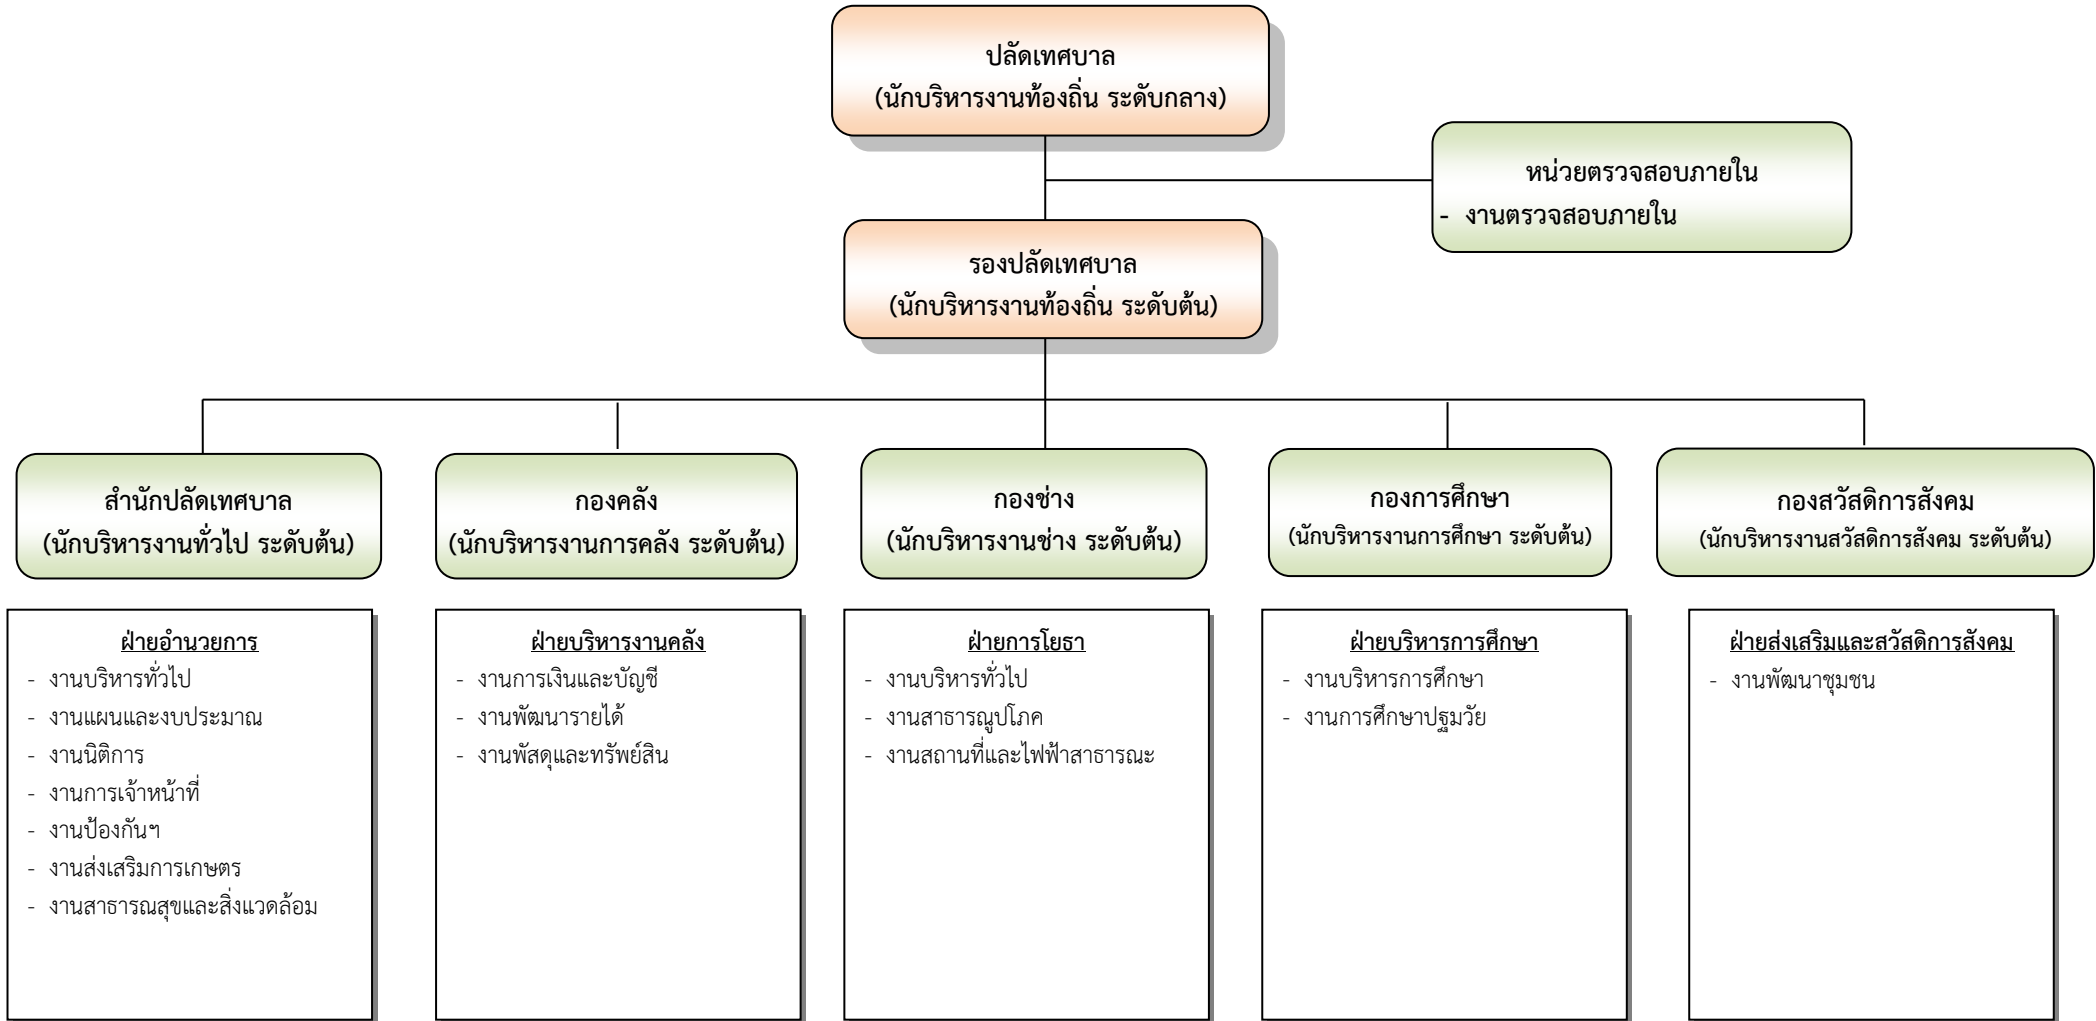 ปลัดเทศบาล
(นักบริหารงานท้องถิ่น ระดับกลาง)
หน่วยตรวจสอบภายใน
- งานตรวจสอบภายใน
รองปลัดเทศบาล
(นักบริหารงานท้องถิ่น ระดับต้น)
สำนักปลัดเทศบาล
(นักบริหารงานทั่วไป ระดับต้น)
กองคลัง
(นักบริหารงานการคลัง ระดับต้น)
กองช่าง
(นักบริหารงานช่าง ระดับต้น)
กองการศึกษา
(นักบริหารงานการศึกษา ระดับต้น)
กองสวัสดิการสังคม
(นักบริหารงานสวัสดิการสังคม ระดับต้น)
ฝ่ายอำนวยการ
- งานบริหารทั่วไป
- งานแผนและงบประมาณ
- งานนิติการ
- งานการเจ้าหน้าที่
- งานป้องกันฯ
- งานส่งเสริมการเกษตร
- งานสาธารณสุขและสิ่งแวดล้อม
ฝ่ายบริหารงานคลัง
- งานการเงินและบัญชี
- งานพัฒนารายได้
- งานพัสดุและทรัพย์สิน
ฝ่ายการโยธา
- งานบริหารทั่วไป
- งานสาธารณูปโภค
- งานสถานที่และไฟฟ้าสาธารณะ
ฝ่ายบริหารการศึกษา
- งานบริหารการศึกษา
- งานการศึกษาปฐมวัย
ฝ่ายส่งเสริมและสวัสดิการสังคม
- งานพัฒนาชุมชน